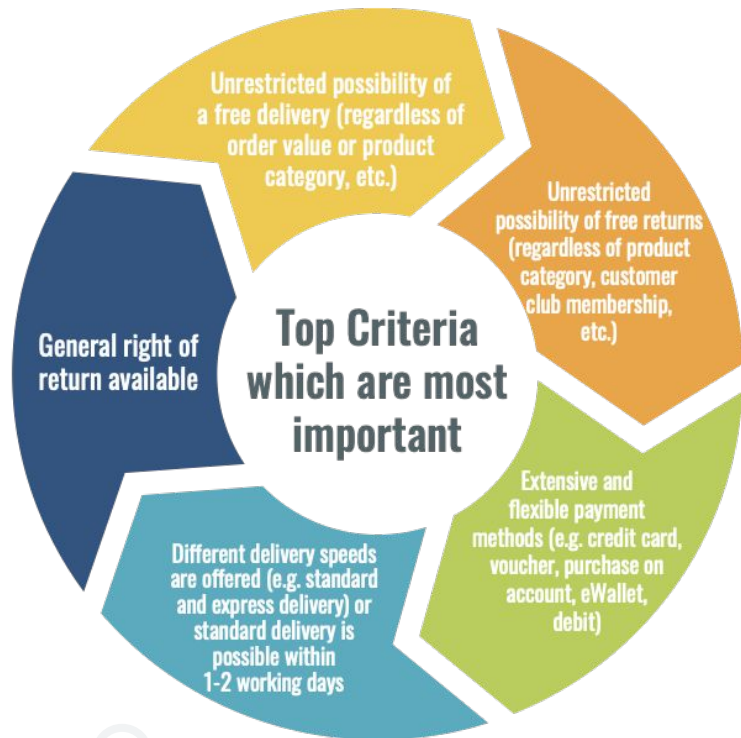 Top Criteria
which are most
important
Unrestricted possibility of
a free delivery (regardless of
order value or product
category, etc.)
Unrestricted
possibility of free returns
(regardless of product
category, customer
club membership,
etc.)
Extensive and
flexible payment
methods (e.g. credit card,
voucher, purchase on
account, eWallet,
debit)
Different delivery speeds
are offered (e.g. standard
and express delivery) or
standard delivery is
possible within
1-2 working days
General right of
return available